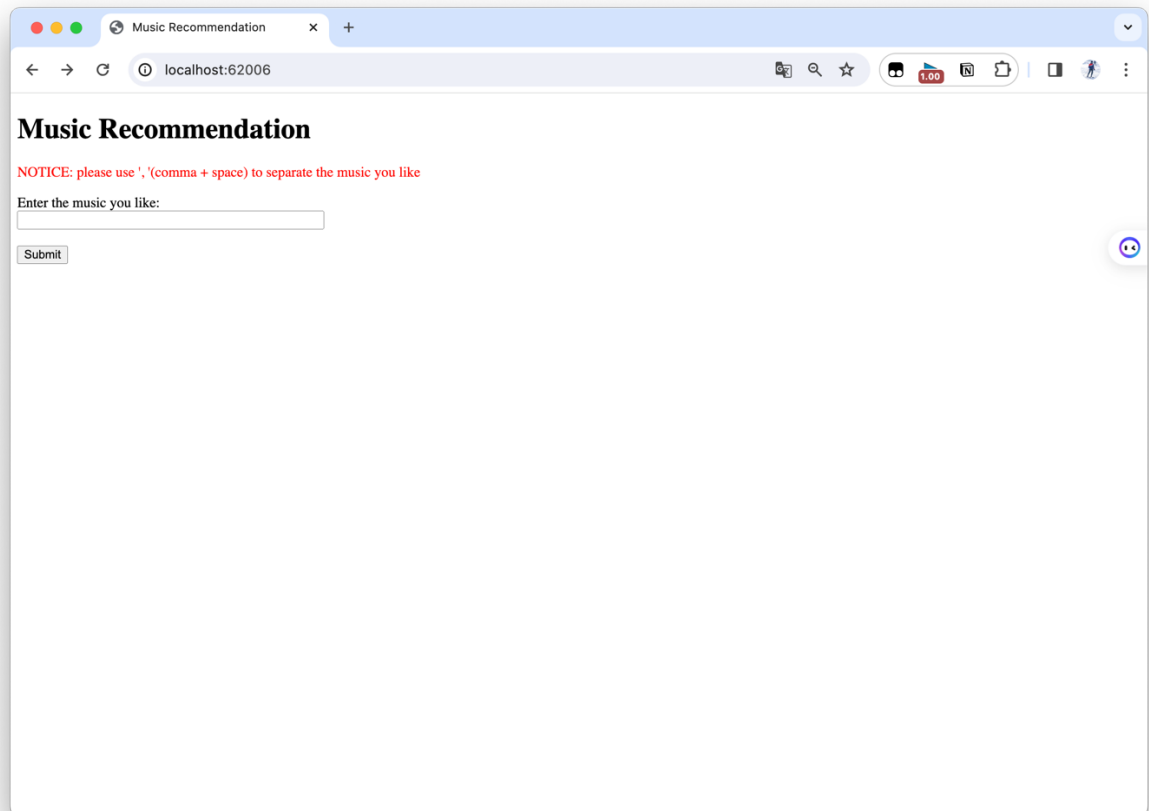 Music Recommendation
localhost:62006
1.00
Music Recommendation
NOTICE: please use ', '(comma + space) to separate the music you like
Enter the music you like:
Submit